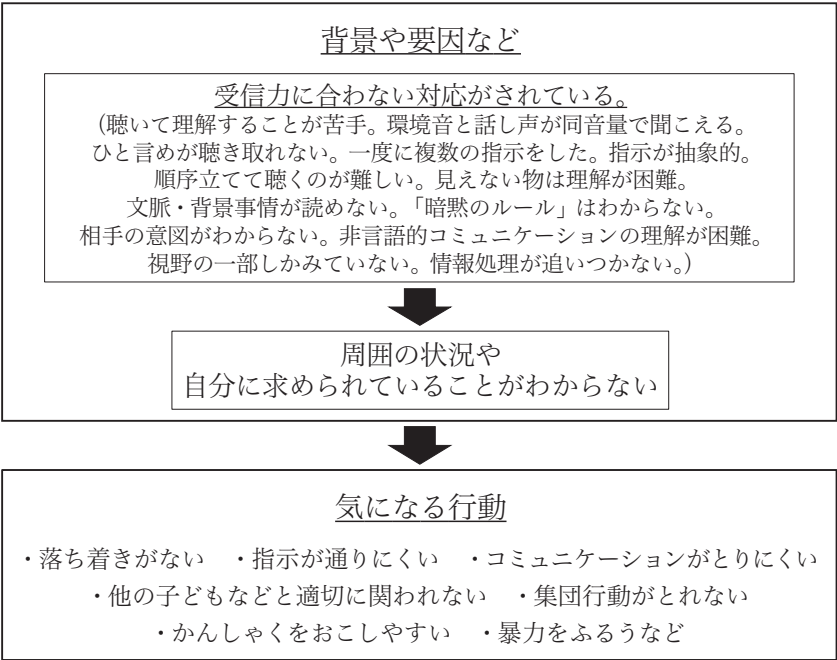 背景や要因など
受信力に合わない対応がされている。
(聴いて理解することが苦手。環境音と話し声が同音量で聞こえる。
ひと言めが聴き取れない。一度に複数の指示をした。指示が抽象的。
順序立てて聴くのが難しい。見えない物は理解が困難。
文脈・背景事情が読めない。「暗黙のルール」はわからない。
相手の意図がわからない。非言語的コミュニケーションの理解が困難。
視野の一部しかみていない。情報処理が追いつかない。)
周囲の状況や
自分に求められていることがわからない
気になる行動
・落ち着きがない ・指示が通りにくい ・コミュニケーションがとりにくい
・他の子どもなどと適切に関われない ・集団行動がとれない
・かんしゃくをおこしやすい ・暴力をふるうなど